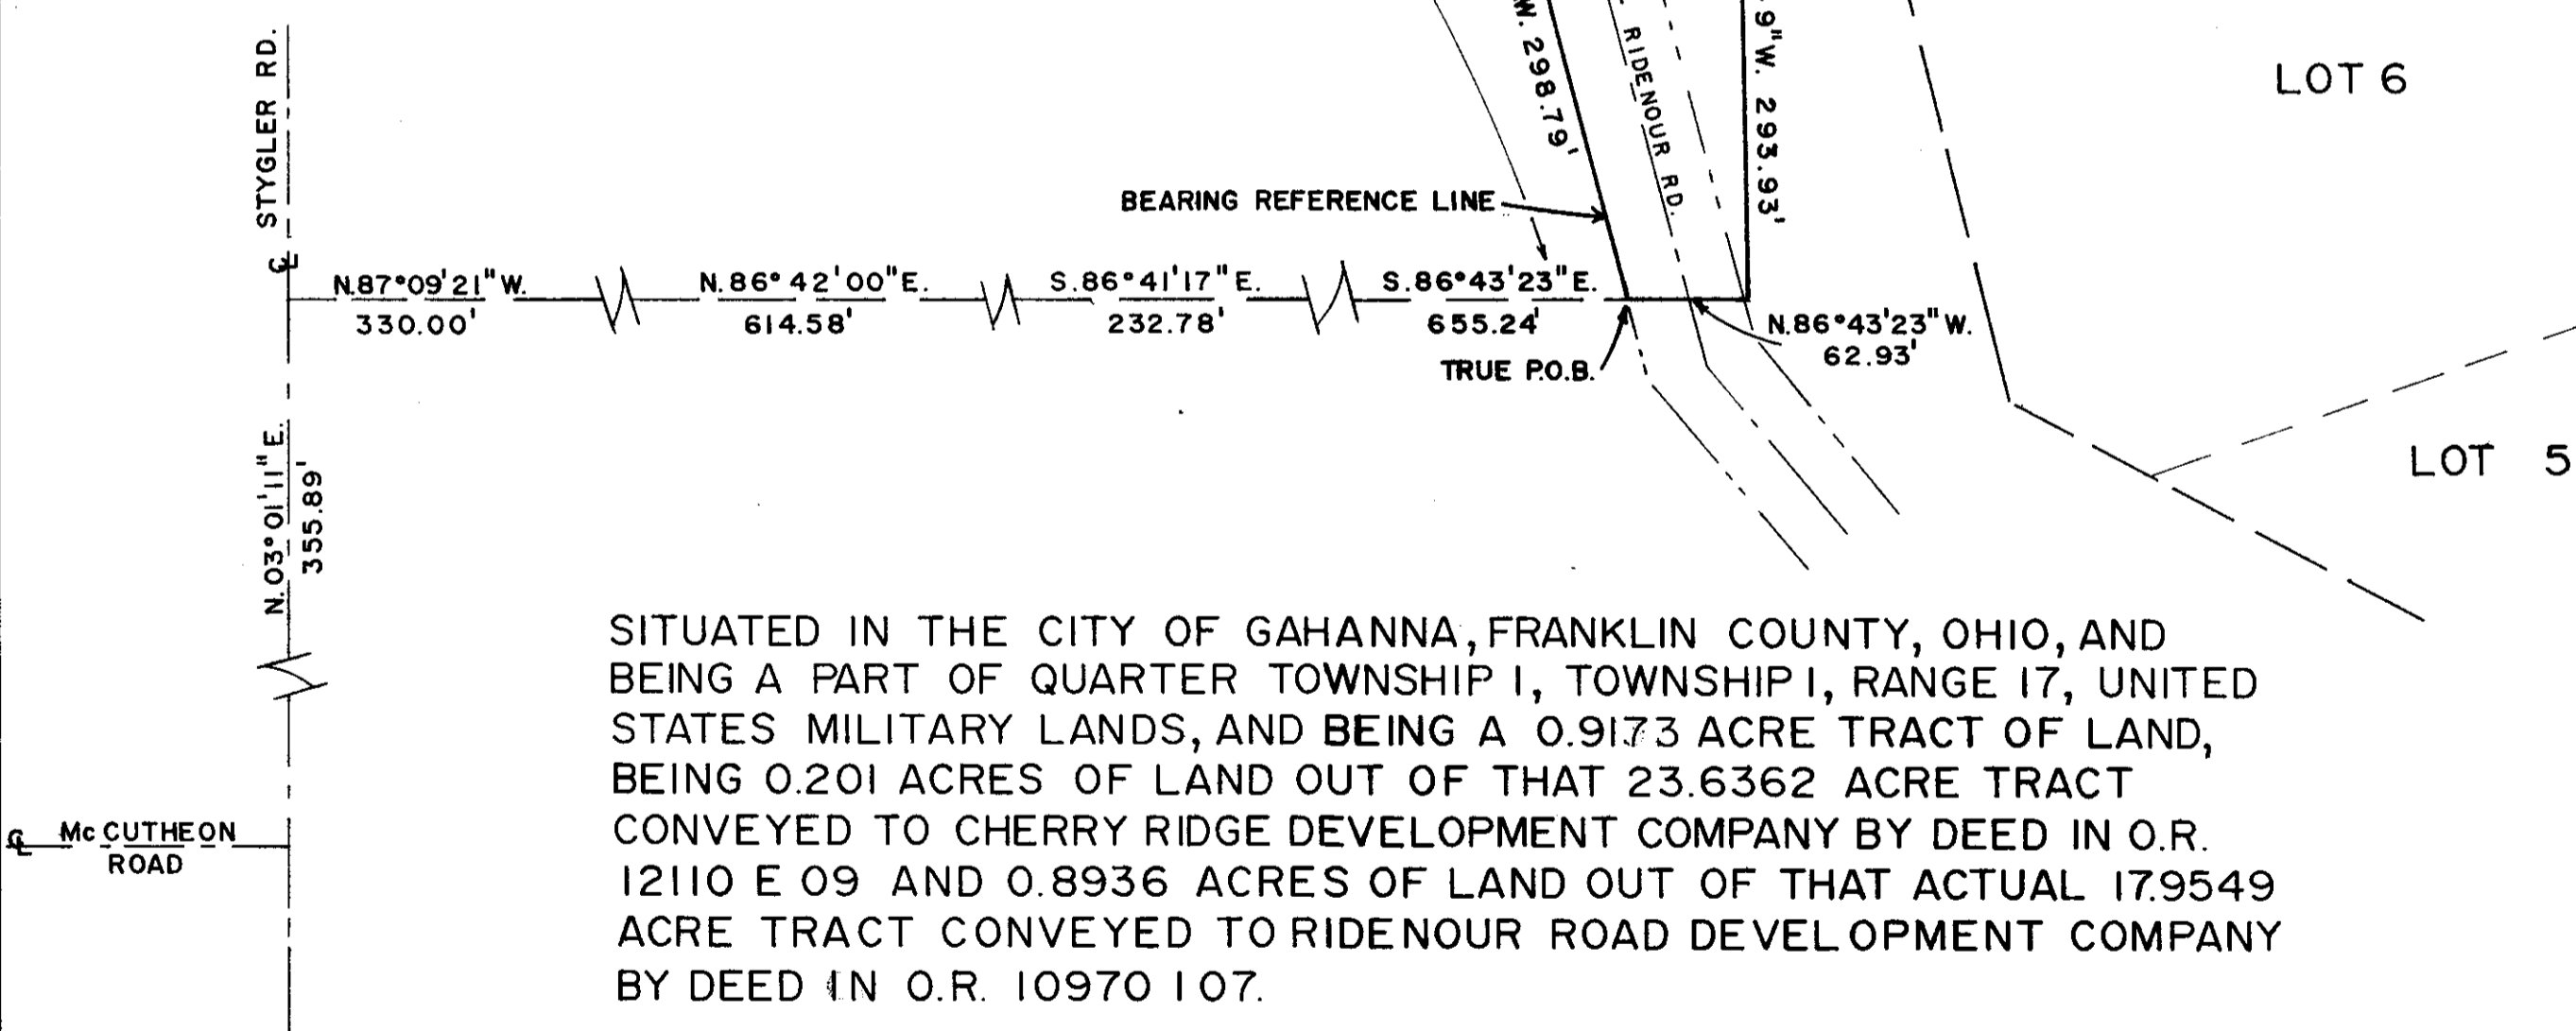 STYGLER RD.
W. 298.79'
RIDENOUR RD.
9"W. 293.93'
LOT 6
BEARING REFERENCE LINE
N.87°09'21"W.
330.00'
N.86°42'00"E.
614.58'
S.86°41'17"E.
232.78'
S.86°43'23"E.
655.24'
N.86°43'23"W.
62.93'
TRUE P.O.B.
LOT 5
N.03°01'11"E.
355.89'
Mc CUTHEON
ROAD
SITUATED IN THE CITY OF GAHANNA, FRANKLIN COUNTY, OHIO, AND
BEING A PART OF QUARTER TOWNSHIP 1, TOWNSHIP 1, RANGE 17, UNITED
STATES MILITARY LANDS, AND BEING A 0.9173 ACRE TRACT OF LAND,
BEING 0.201 ACRES OF LAND OUT OF THAT 23.6362 ACRE TRACT
CONVEYED TO CHERRY RIDGE DEVELOPMENT COMPANY BY DEED IN O.R.
12110 E 09 AND 0.8936 ACRES OF LAND OUT OF THAT ACTUAL 17.9549
ACRE TRACT CONVEYED TO RIDENOUR ROAD DEVELOPMENT COMPANY
BY DEED IN O.R. 10970 I 07.